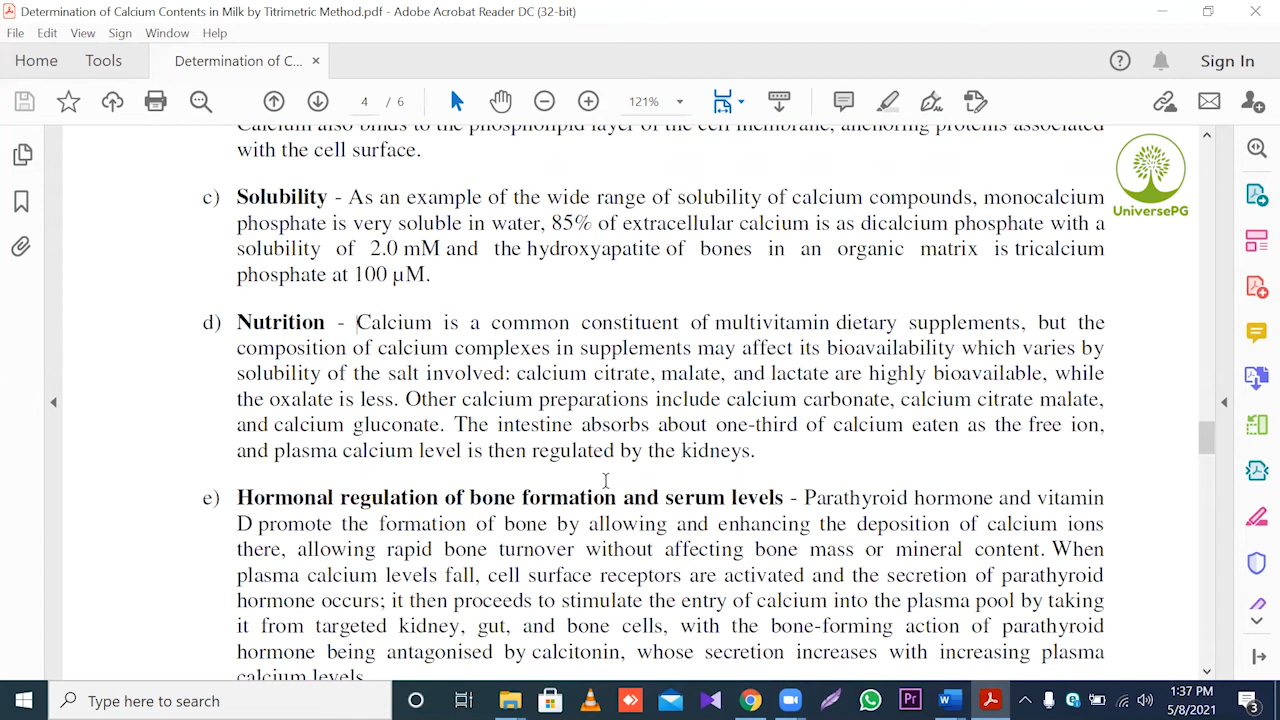 Determination of Calcium Contents in Milk by Titrimetric Method.pdf - Adobe Acrobat Reader DC (32-bit)
File Edit View Sign Window Help
Home Tools Determination of C... × Sign In
4 / 6 121%
Calcium also binds to the phospholipid layer of the cell membrane, anchoring proteins associated
with the cell surface.
UniversePG
c) Solubility - As an example of the wide range of solubility of calcium compounds, monocalcium
phosphate is very soluble in water, 85% of extracellular calcium is as dicalcium phosphate with a
solubility of 2.0 mM and the hydroxyapatite of bones in an organic matrix is tricalcium
phosphate at 100 µM.
d) Nutrition - Calcium is a common constituent of multivitamin dietary supplements, but the
composition of calcium complexes in supplements may affect its bioavailability which varies by
solubility of the salt involved: calcium citrate, malate, and lactate are highly bioavailable, while
the oxalate is less. Other calcium preparations include calcium carbonate, calcium citrate malate,
and calcium gluconate. The intestine absorbs about one-third of calcium eaten as the free ion,
and plasma calcium level is then regulated by the kidneys.
e) Hormonal regulation of bone formation and serum levels - Parathyroid hormone and vitamin
D promote the formation of bone by allowing and enhancing the deposition of calcium ions
there, allowing rapid bone turnover without affecting bone mass or mineral content. When
plasma calcium levels fall, cell surface receptors are activated and the secretion of parathyroid
hormone occurs; it then proceeds to stimulate the entry of calcium into the plasma pool by taking
it from targeted kidney, gut, and bone cells, with the bone-forming action of parathyroid
hormone being antagonised by calcitonin, whose secretion increases with increasing plasma
calcium levels.
Type here to search
Pr
1:37 PM
5/8/2021
3